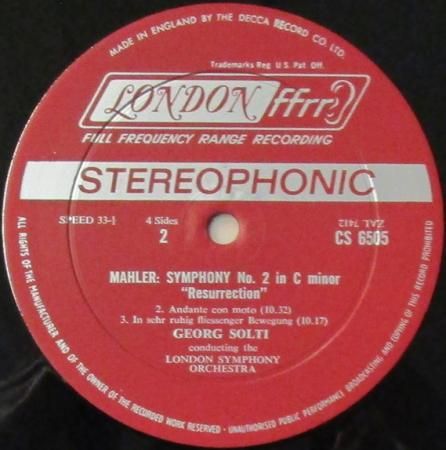 MADE IN ENGLAND BY THE DECCA RECORD CO. LTD.
Trademarks Reg U.S. Pat. Off.
LONDON ffrr
FULL FREQUENCY RANGE RECORDING
STEREOPHONIC
SPEED 33-1
4 Sides
2
ZAL 7412
CS 6505
MAHLER: SYMPHONY No. 2 in C minor
"Resurrection"
2. Andante con moto (10.32)
3. In sehr ruhig fliessender Bewegung (10.17)
GEORG SOLTI
conducting the
LONDON SYMPHONY
ORCHESTRA
ALL RIGHTS OF THE MANUFACTURER AND OF THE OWNER OF THE RECORDED WORK RESERVED - UNAUTHORISED PUBLIC PERFORMANCE BROADCASTING AND COPYING OF THIS RECORD PROHIBITED